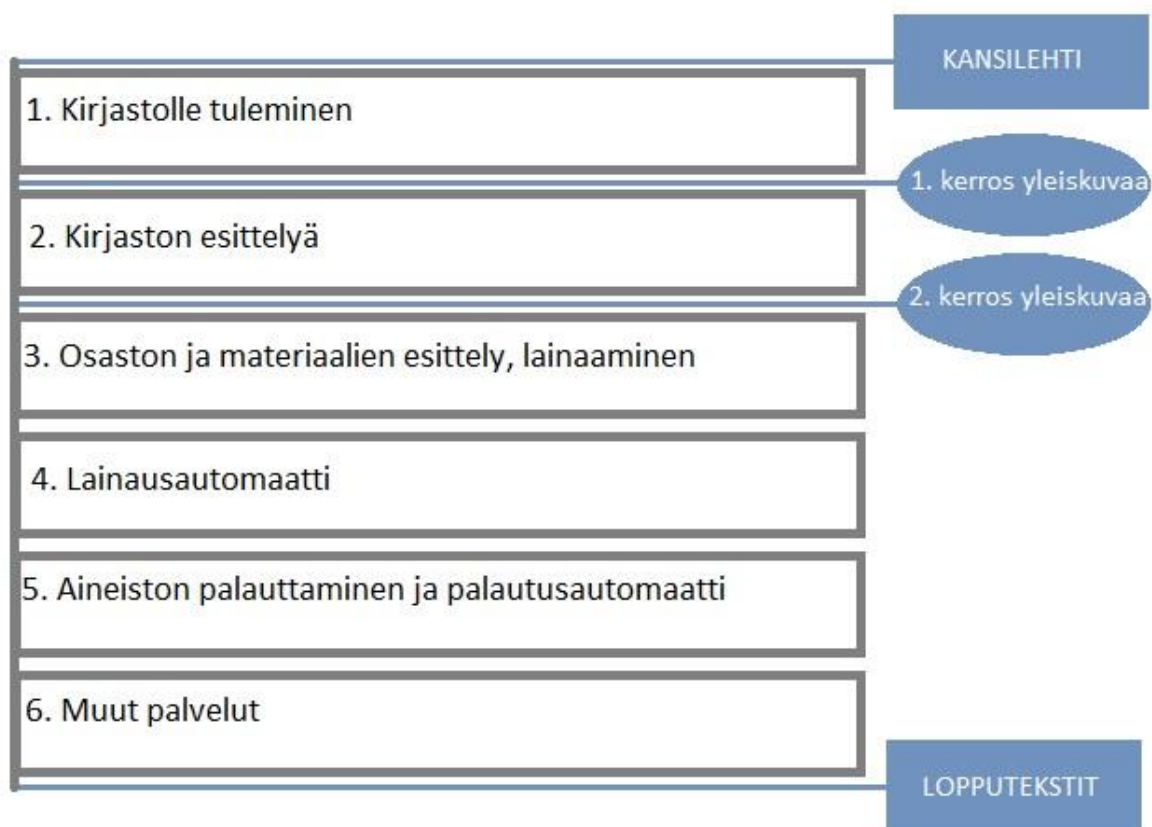 KANSILEHTI
1. Kirjastolle tuleminen
1. kerros yleiskuvaa
2. Kirjaston esittelyä
2. kerros yleiskuvaa
3. Osaston ja materiaalien esittely, lainaaminen
4. Lainausautomaatti
5. Aineiston palauttaminen ja palautusautomaatti
6. Muut palvelut
LOPPUTEKSTIT